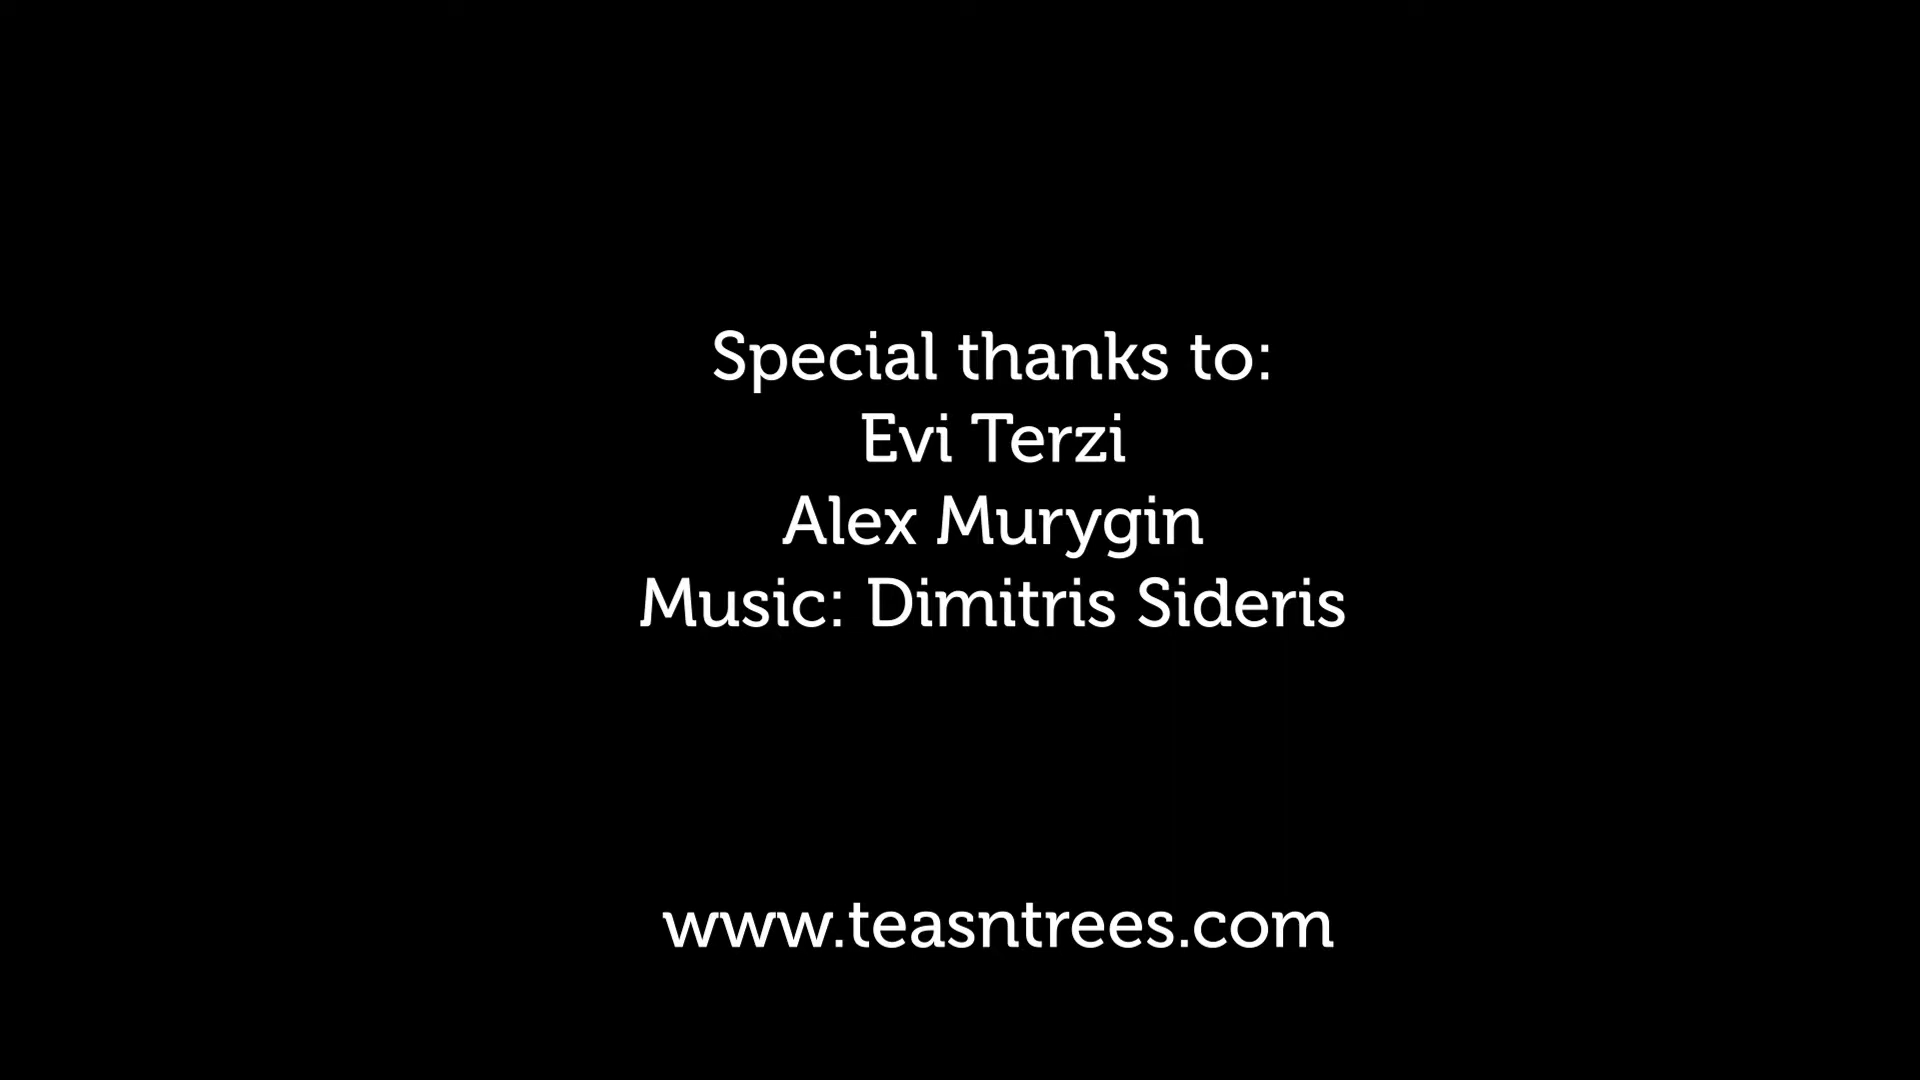 Special thanks to:
Evi Terzi
Alex Murygin
Music: Dimitris Sideris
www.teasntrees.com